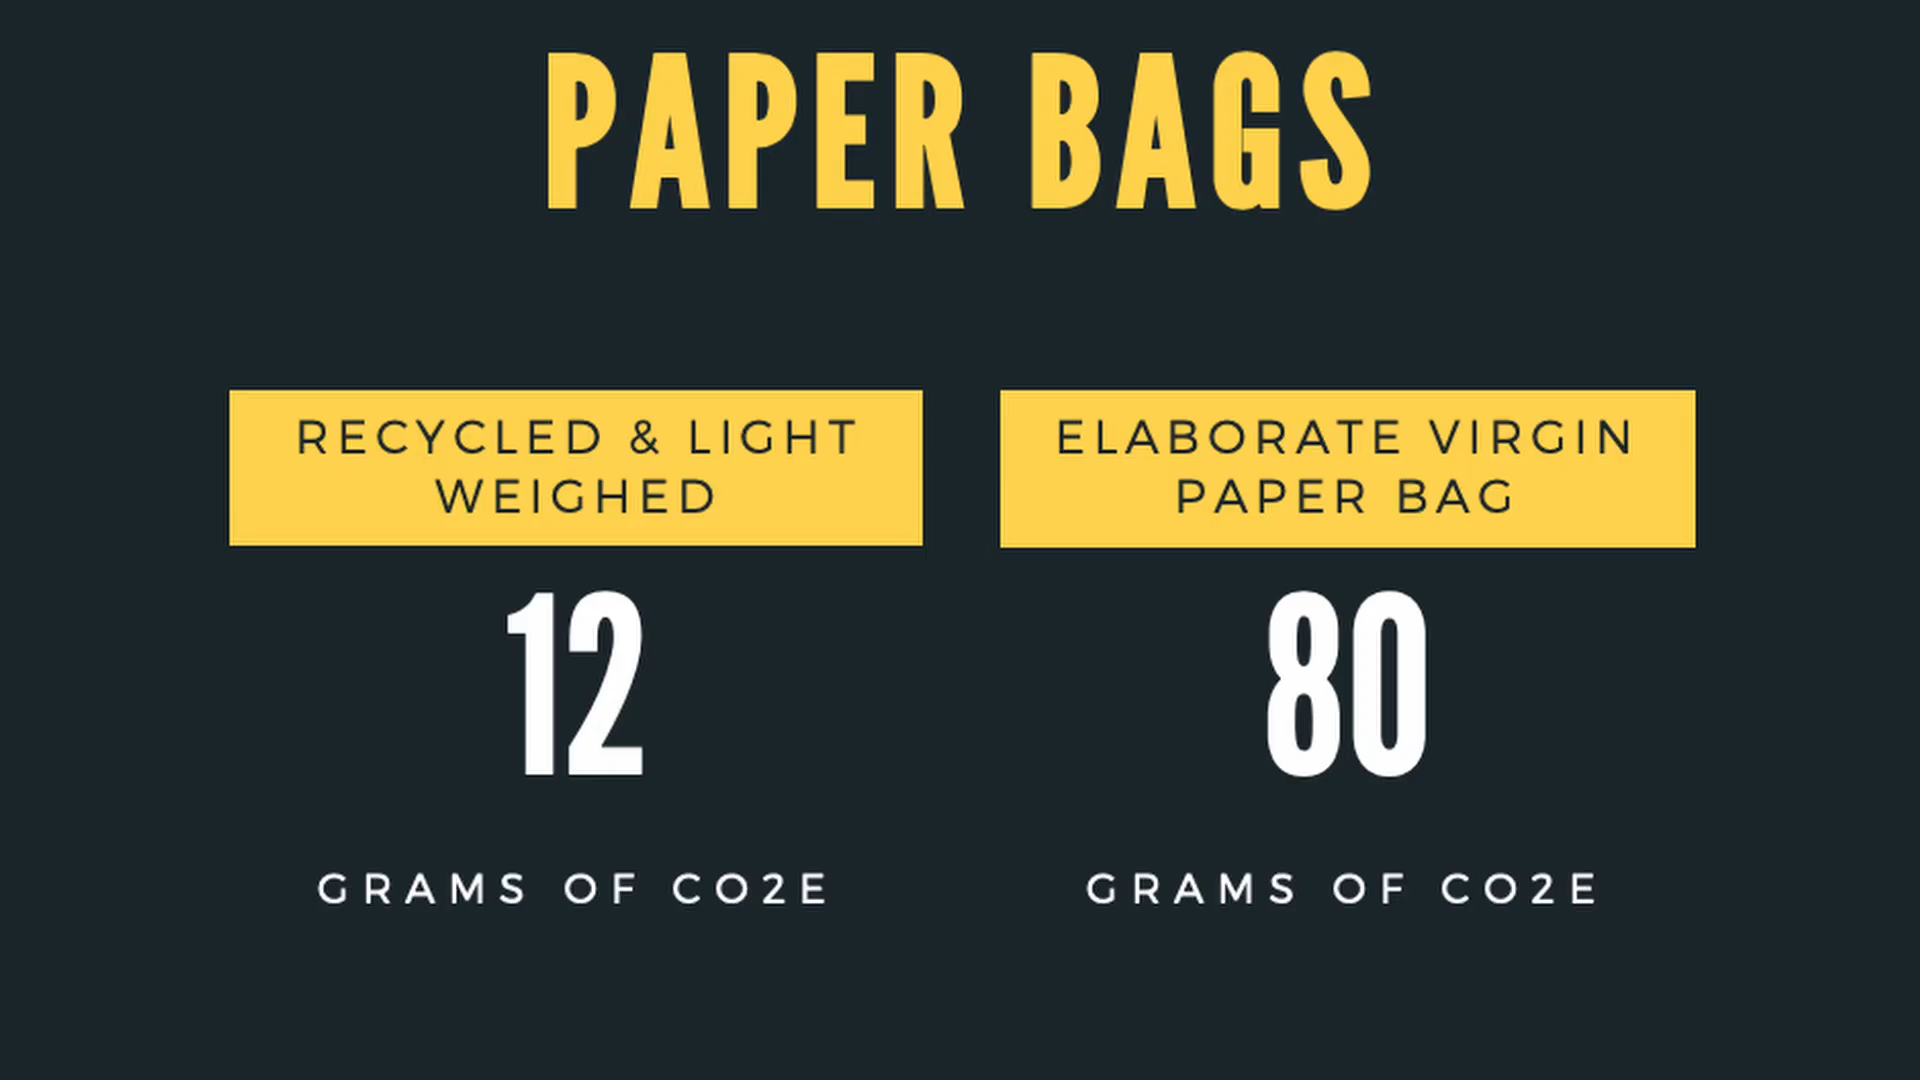 PAPER BAGS
RECYCLED & LIGHT
WEIGHED
12
GRAMS OF CO2E
ELABORATE VIRGIN
PAPER BAG
80
GRAMS OF CO2E